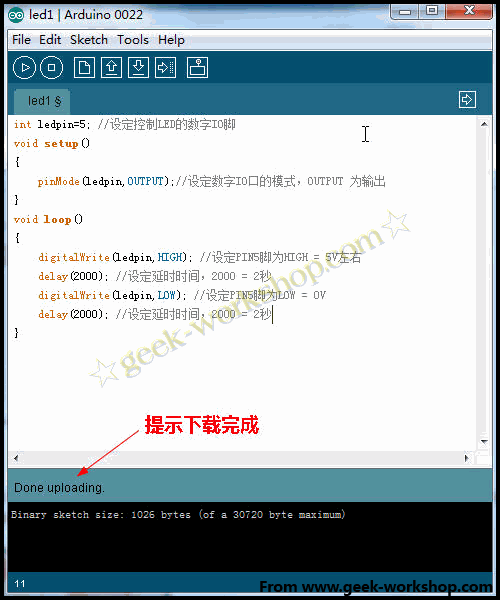 led1 | Arduino 0022
File Edit Sketch Tools Help
led1 §
int ledpin=5; //设定控制LED的数字IO脚
void setup()
{
pinMode(ledpin,OUTPUT);//设定数字IO口的模式，OUTPUT 为输出
}
void loop()
{
digitalWrite(ledpin,HIGH); //设定PIN5脚为HIGH = 5V左右
delay(2000); //设定延时时间，2000 = 2秒
digitalWrite(ledpin,LOW); //设定PIN5脚为LOW = 0V
delay(2000); //设定延时时间，2000 = 2秒
}
☆geek-workshop.com☆
提示下载完成
Done uploading.
Binary sketch size: 1026 bytes (of a 30720 byte maximum)
11
From www.geek-workshop.com